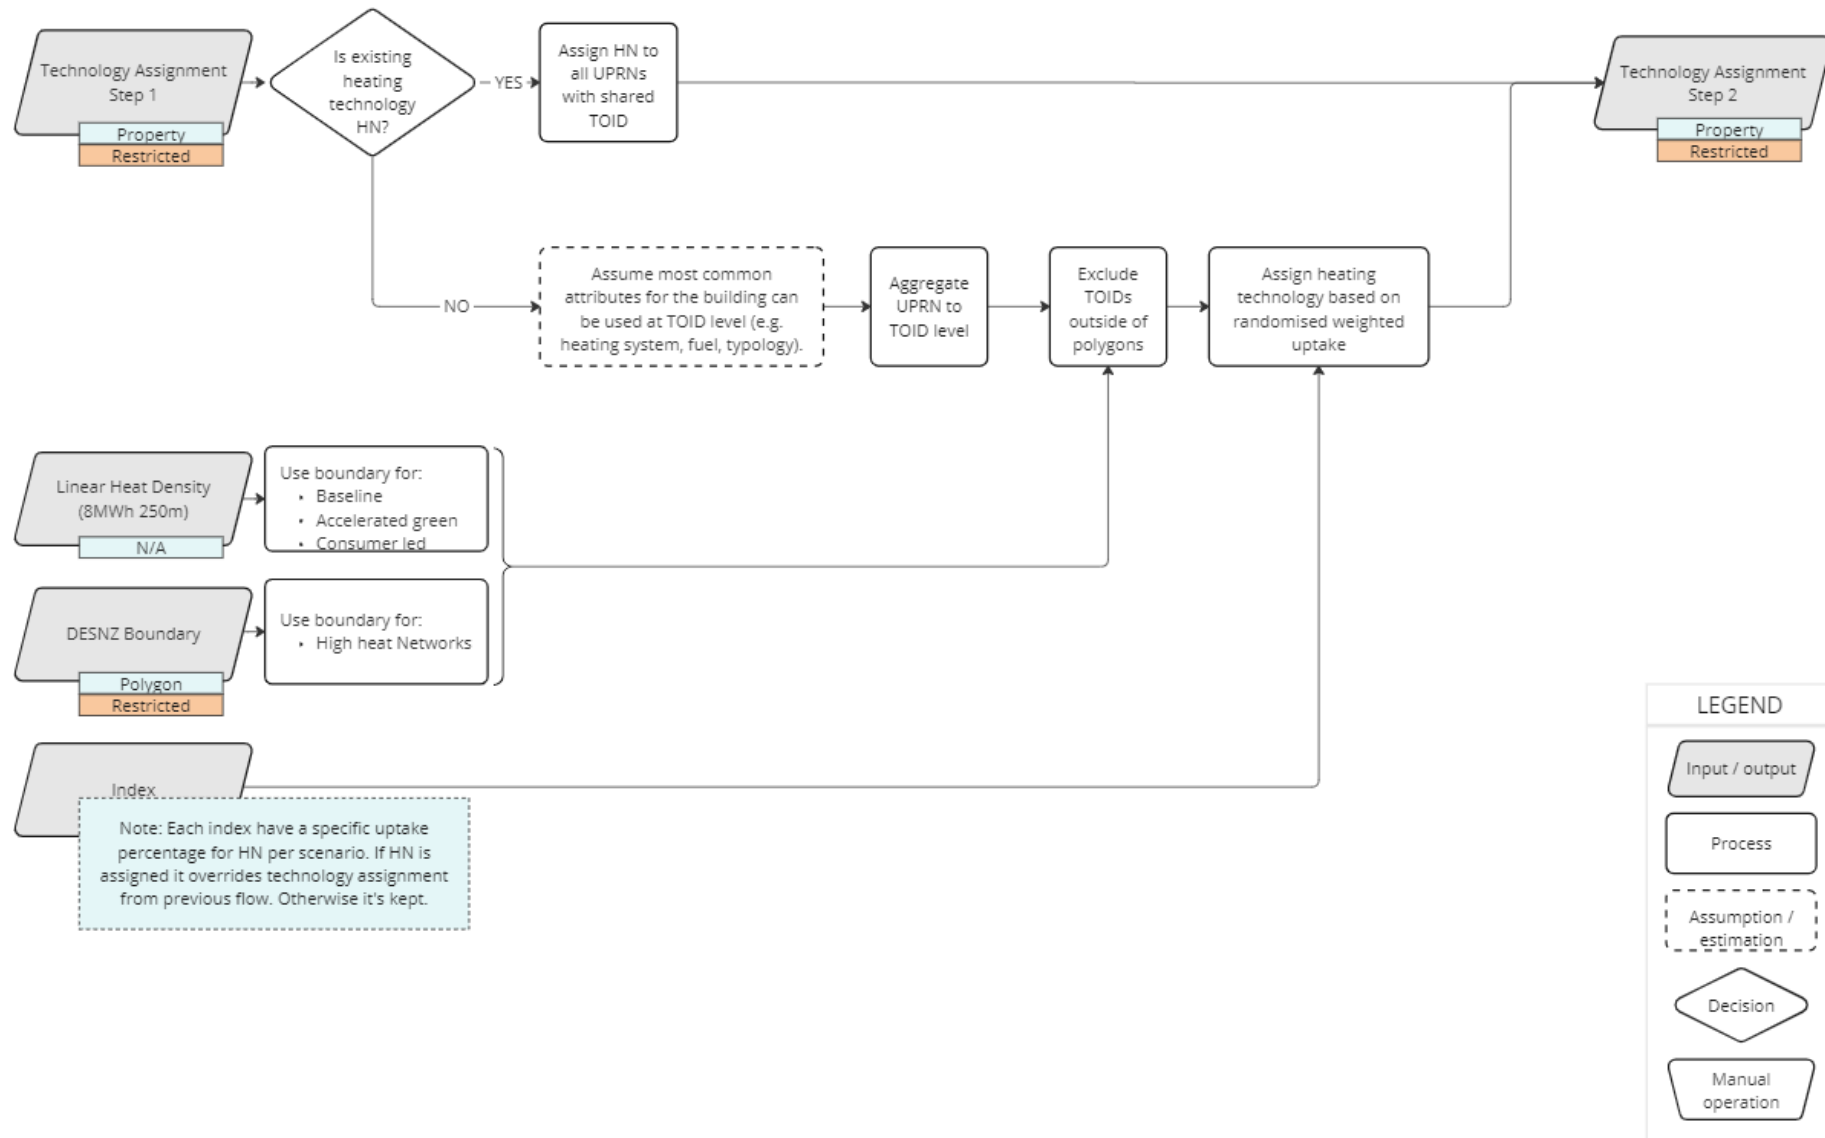 Technology Assignment
Step 1
Property
Restricted
Is existing
heating
technology
HN?
YES
Assign HN to
all UPRNs
with shared
TOID
Technology Assignment
Step 2
Property
Restricted
NO
Assume most common
attributes for the building can
be used at TOID level (e.g.
heating system, fuel, typology).
Aggregate
UPRN to
TOID level
Exclude
TOIDs
outside of
polygons
Assign heating
technology based on
randomised weighted
uptake
Linear Heat Density
(8MWh 250m)
N/A
Use boundary for:
• Baseline
• Accelerated green
• Consumer led
DESNZ Boundary
Polygon
Restricted
Use boundary for:
• High heat Networks
Index
Note: Each index have a specific uptake
percentage for HN per scenario. If HN is
assigned it overrides technology assignment
from previous flow. Otherwise it's kept.
LEGEND
Input / output
Process
Assumption /
estimation
Decision
Manual
operation